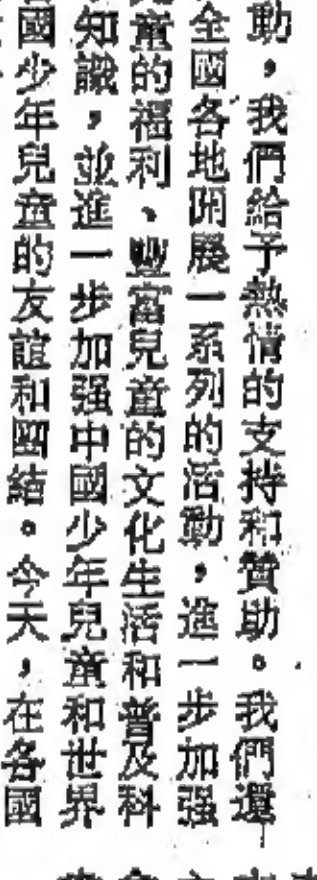 動，我們給予熱情的支持和贊助。我們還
全國各地開展一系列的活動，進一步加强
童的福利、豐富兒童的文化生活和普及科
知識，並進一步加强中國少年兒童和世界
國少年兒童的友誼和團結。今天，在各國